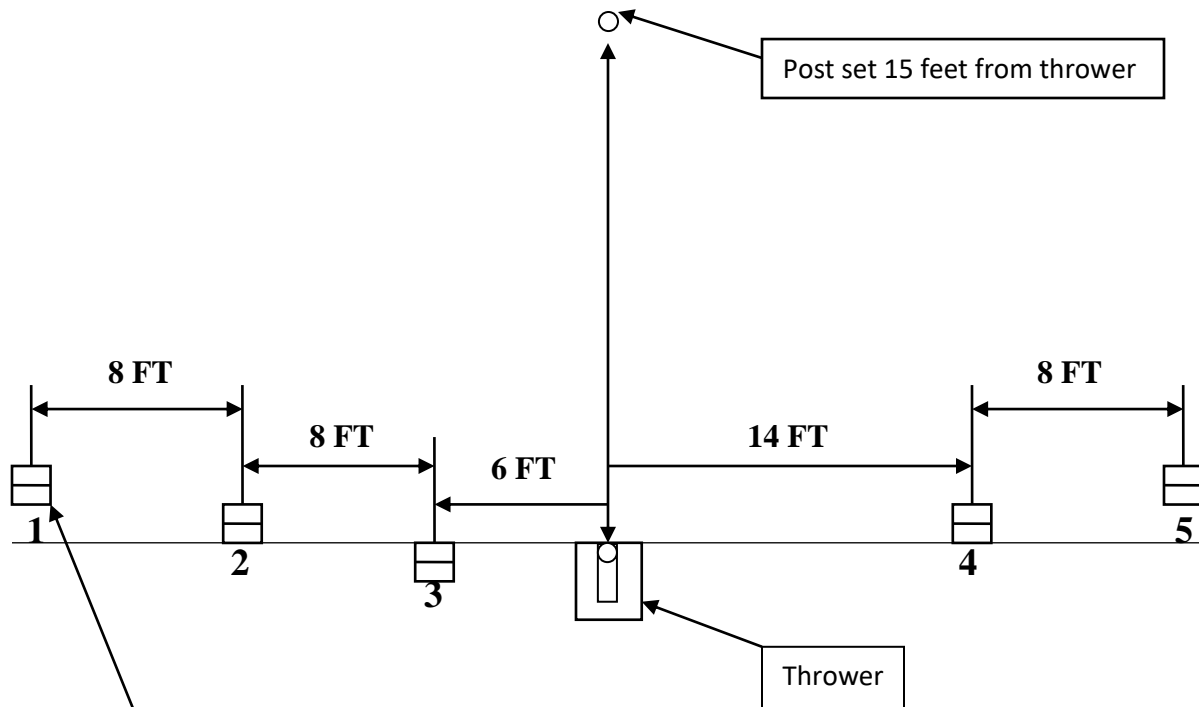 Post set 15 feet from thrower
8 FT
8 FT
8 FT
14 FT
6 FT
1
5
2
4
3
Thrower